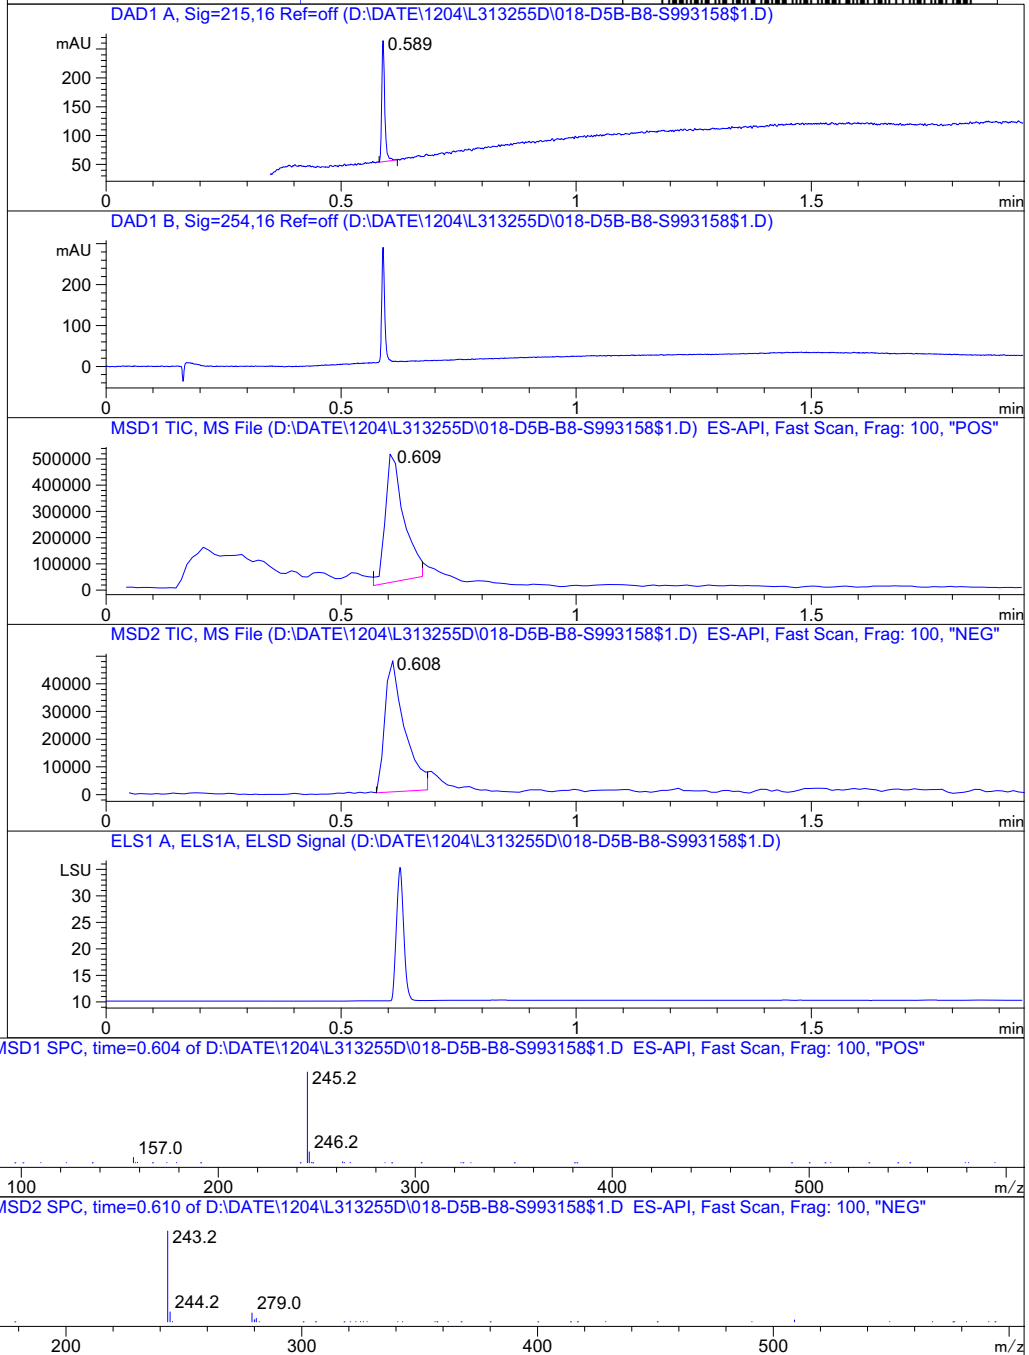 DAD1 A, Sig=215,16 Ref=off (D:\DATE\1204\L313255D\018-D5B-B8-S993158$1.D)
mAU
0.589
200
150
100
50
0 0.5 1 1.5 min
DAD1 B, Sig=254,16 Ref=off (D:\DATE\1204\L313255D\018-D5B-B8-S993158$1.D)
mAU
200
100
0
0 0.5 1 1.5 min
MSD1 TIC, MS File (D:\DATE\1204\L313255D\018-D5B-B8-S993158$1.D) ES-API, Fast Scan, Frag: 100, "POS"
500000
0.609
400000
300000
200000
100000
0
0 0.5 1 1.5 min
MSD2 TIC, MS File (D:\DATE\1204\L313255D\018-D5B-B8-S993158$1.D) ES-API, Fast Scan, Frag: 100, "NEG"
0.608
40000
30000
20000
10000
0
0 0.5 1 1.5 min
ELS1 A, ELS1A, ELSD Signal (D:\DATE\1204\L313255D\018-D5B-B8-S993158$1.D)
LSU
30
25
20
15
10
0 0.5 1 1.5 min
MSD1 SPC, time=0.604 of D:\DATE\1204\L313255D\018-D5B-B8-S993158$1.D ES-API, Fast Scan, Frag: 100, "POS"
245.2
246.2
157.0
100 200 300 400 500 m/z
MSD2 SPC, time=0.610 of D:\DATE\1204\L313255D\018-D5B-B8-S993158$1.D ES-API, Fast Scan, Frag: 100, "NEG"
243.2
244.2 279.0
200 300 400 500 m/z